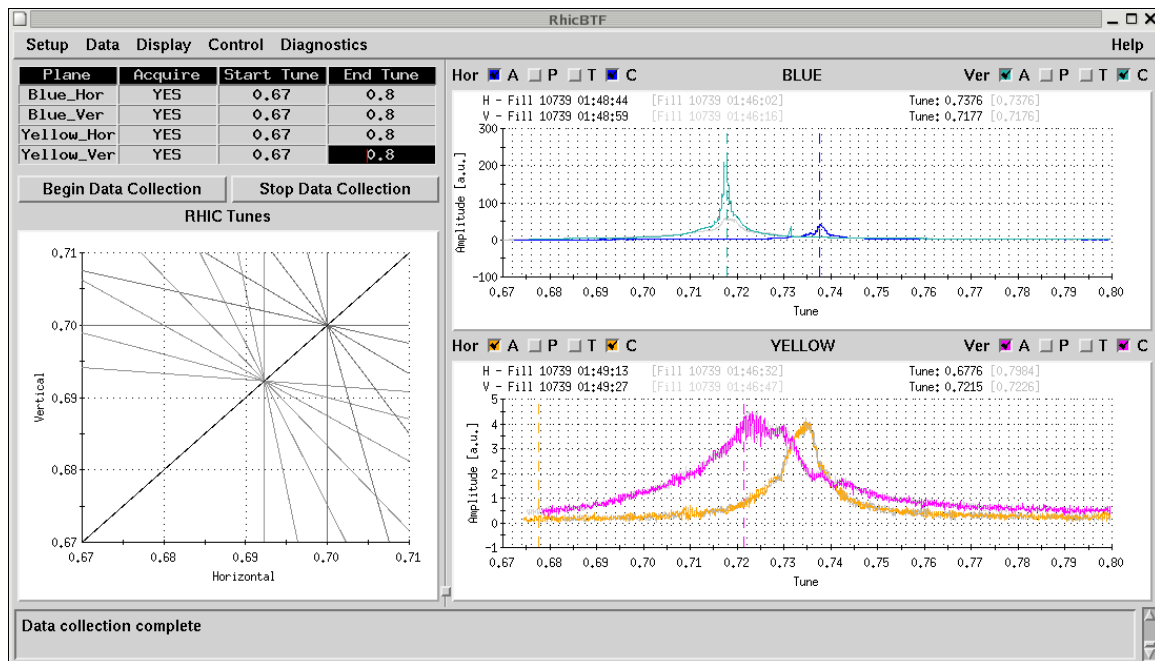 RhicBTF
Setup Data Display Control Diagnostics Help
Plane Acquire Start Tune End Tune
Blue_Hor YES 0.67 0.8
Blue_Ver YES 0.67 0.8
Yellow_Hor YES 0.67 0.8
Yellow_Ver YES 0.67 0.8
Begin Data Collection Stop Data Collection
RHIC Tunes
0.71
0.70
0.69
0.68
0.67
Vertical
0.67 0.68 0.69 0.70 0.71
Horizontal
Hor A P T C BLUE Ver A P T C
H - Fill 10739 01:48:44 [Fill 10739 01:46:02] Tune: 0.7376 [0.7376]
V - Fill 10739 01:48:59 [Fill 10739 01:46:16] Tune: 0.7177 [0.7176]
300
200
100
0
-100
Amplitude [a.u.]
0.67 0.68 0.69 0.70 0.71 0.72 0.73 0.74 0.75 0.76 0.77 0.78 0.79 0.80
Tune
Hor A P T C YELLOW Ver A P T C
H - Fill 10739 01:49:13 [Fill 10739 01:46:32] Tune: 0.6776 [0.7984]
V - Fill 10739 01:49:27 [Fill 10739 01:46:47] Tune: 0.7215 [0.7226]
5
4
3
2
1
0
-1
Amplitude [a.u.]
0.67 0.68 0.69 0.70 0.71 0.72 0.73 0.74 0.75 0.76 0.77 0.78 0.79 0.80
Tune
Data collection complete